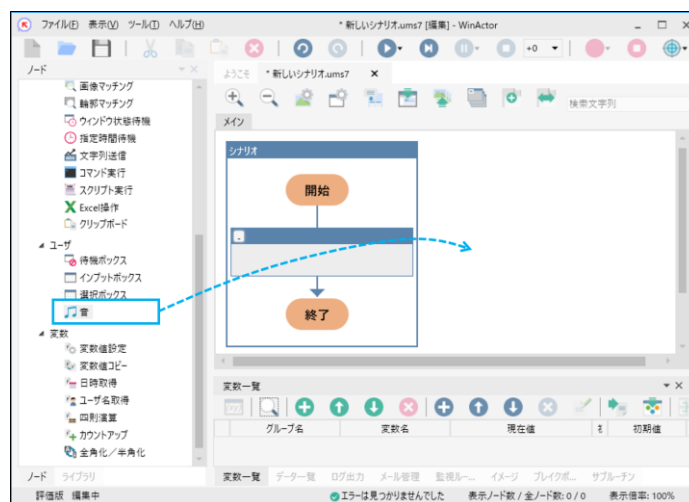 ファイル(F) 表示(V) ツール(T) ヘルプ(H)
* 新しいシナリオ.ums7 [編集] - WinActor
+0
ノード
画像マッチング
輪郭マッチング
ウィンドウ状態待機
指定時間待機
文字列送信
コマンド実行
スクリプト実行
Excel操作
クリップボード
ユーザ
待機ボックス
インプットボックス
選択ボックス
音
変数
変数値設定
変数値コピー
日時取得
ユーザ名取得
四則演算
カウントアップ
全角化/半角化
ノード ライブラリ
ようこそ * 新しいシナリオ.ums7
検索文字列
メイン
シナリオ
開始
終了
変数一覧
グループ名 変数名 現在値 初期値
変数一覧 データ一覧 ログ出力 メール管理 監視ルー... イメージ ブレイクポ... サブルーチン
評価版 編集中 エラーは見つかりませんでした 表示ノード数 / 全ノード数: 0 / 0 表示倍率: 100%